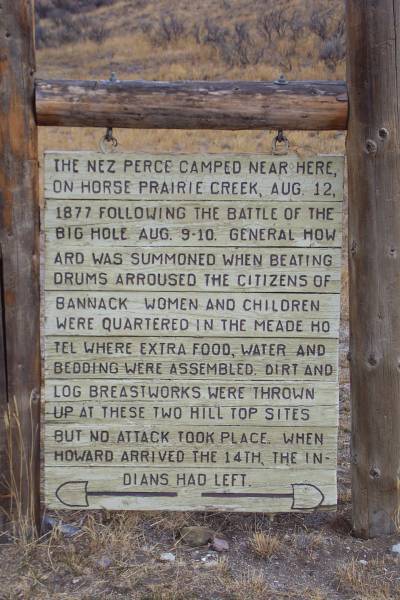 THE NEZ PERCE CAMPED NEAR HERE,
ON HORSE PRAIRIE CREEK, AUG. 12,
1877 FOLLOWING THE BATTLE OF THE
BIG HOLE AUG. 9-10. GENERAL HOW
ARD WAS SUMMONED WHEN BEATING
DRUMS ARROUSED THE CITIZENS OF
BANNACK WOMEN AND CHILDREN
WERE QUARTERED IN THE MEADE HO
TEL WHERE EXTRA FOOD, WATER AND
BEDDING WERE ASSEMBLED. DIRT AND
LOG BREASTWORKS WERE THROWN
UP AT THESE TWO HILL TOP SITES
BUT NO ATTACK TOOK PLACE. WHEN
HOWARD ARRIVED THE 14TH, THE IN-
DIANS HAD LEFT.